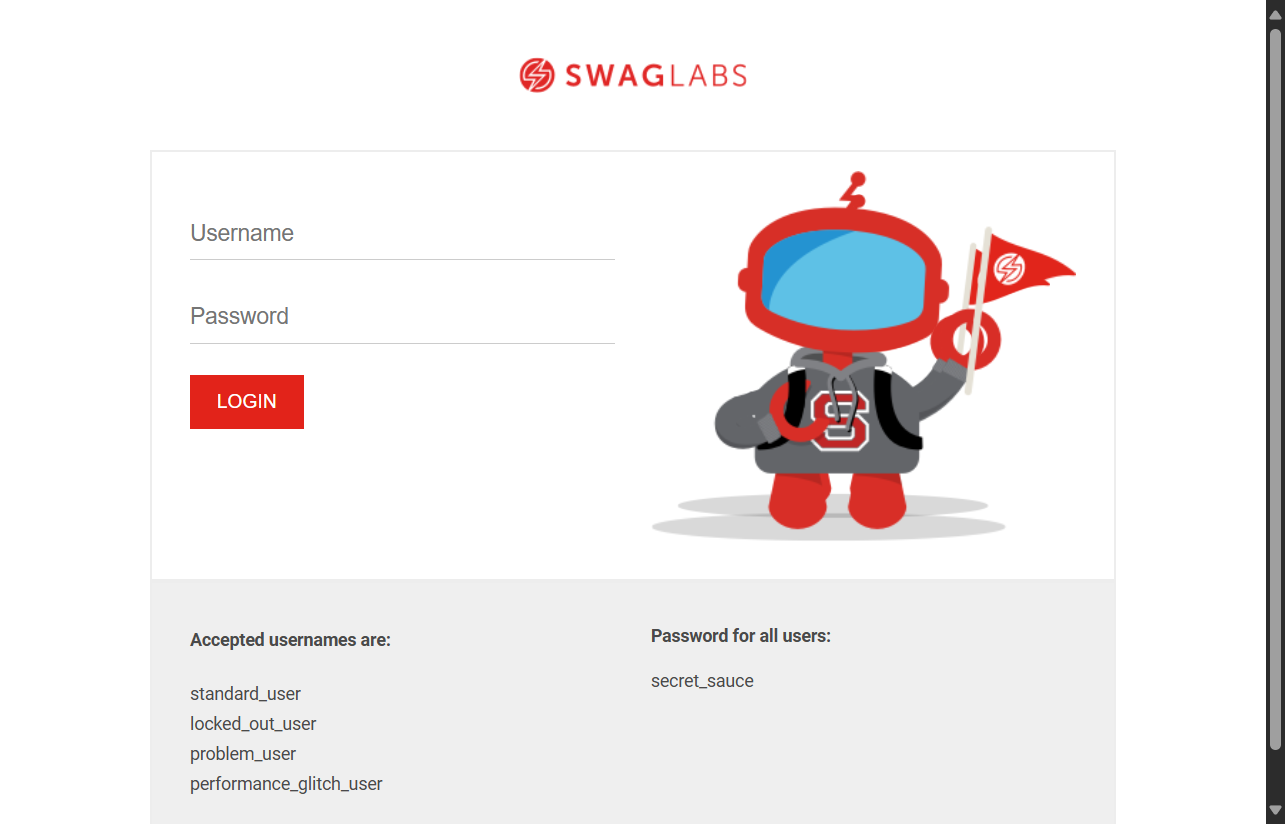 SWAGLABS
Username
Password
LOGIN
S
Accepted usernames are:
standard_user
locked_out_user
problem_user
performance_glitch_user
Password for all users:
secret_sauce